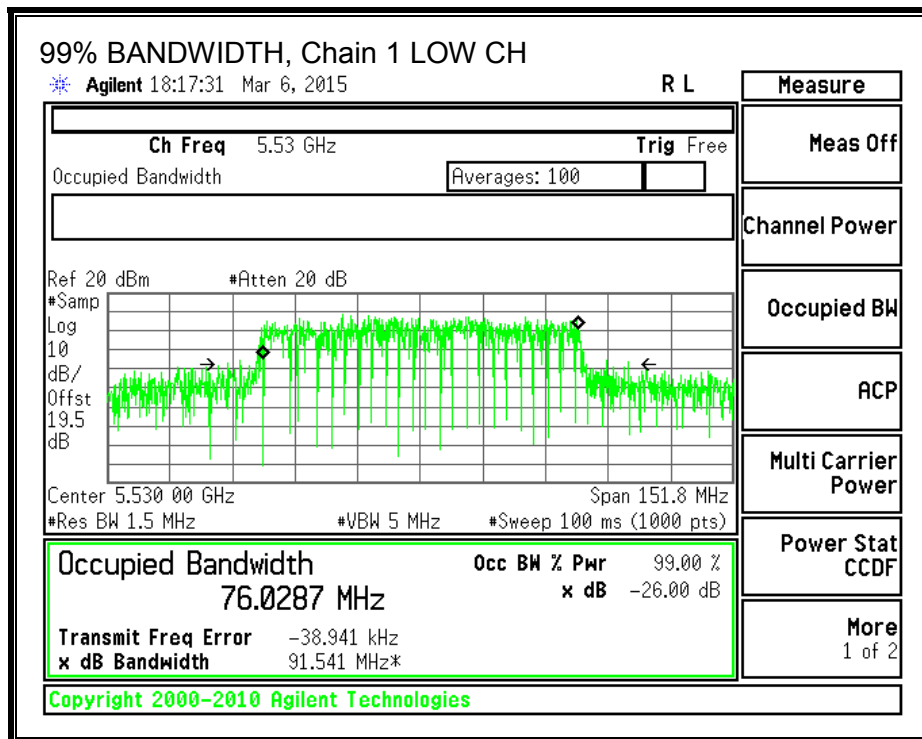 99% BANDWIDTH, Chain 1 LOW CH
Agilent 18:17:31 Mar 6, 2015 R L
Measure
Ch Freq 5.53 GHz Trig Free
Occupied Bandwidth Averages: 100
Meas Off
Channel Power
Occupied BW
ACP
Multi Carrier
Power
Power Stat
CCDF
More
1 of 2
Ref 20 dBm #Atten 20 dB
#Samp
Log
10
dB/
Offst
19.5
dB
Center 5.530 00 GHz Span 151.8 MHz
#Res BW 1.5 MHz #VBW 5 MHz #Sweep 100 ms (1000 pts)
Occupied Bandwidth Occ BW % Pwr 99.00 %
76.0287 MHz x dB -26.00 dB
Transmit Freq Error -38.941 kHz
x dB Bandwidth 91.541 MHz*
Copyright 2000-2010 Agilent Technologies